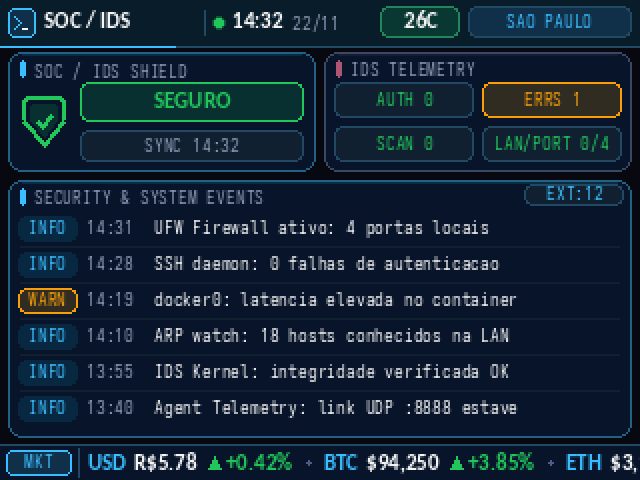 SOC / IDS 14:32 22/11 26C SAO PAULO
SOC / IDS SHIELD
SEGURO
SYNC 14:32
IDS TELEMETRY
AUTH 0 ERRS 1
SCAN 0 LAN/PORT 0/4
SECURITY & SYSTEM EVENTS EXT:12
INFO 14:31 UFW Firewall ativo: 4 portas locais
INFO 14:28 SSH daemon: 0 falhas de autenticacao
WARN 14:19 docker0: latencia elevada no container
INFO 14:10 ARP watch: 18 hosts conhecidos na LAN
INFO 13:55 IDS Kernel: integridade verificada OK
INFO 13:40 Agent Telemetry: link UDP :8888 estave
MKT USD R$5.78 ▲+0.42% • BTC $94,250 ▲+3.85% • ETH $3,